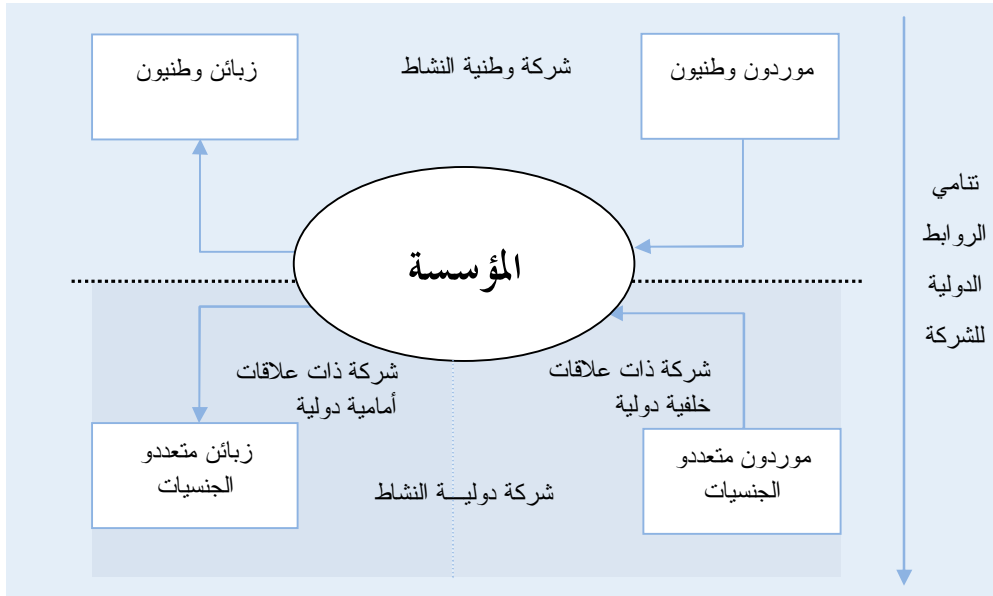 موردون وطنيون
شركة وطنية النشاط
زبائن وطنيون
تنامي
الروابط
الدولية
للشركة
المؤسسة
شركة ذات علاقات
خلفية دولية
شركة ذات علاقات
أمامية دولية
موردون متعددو
الجنسيات
زبائن متعددو
الجنسيات
شركة دوليـــة النشاط